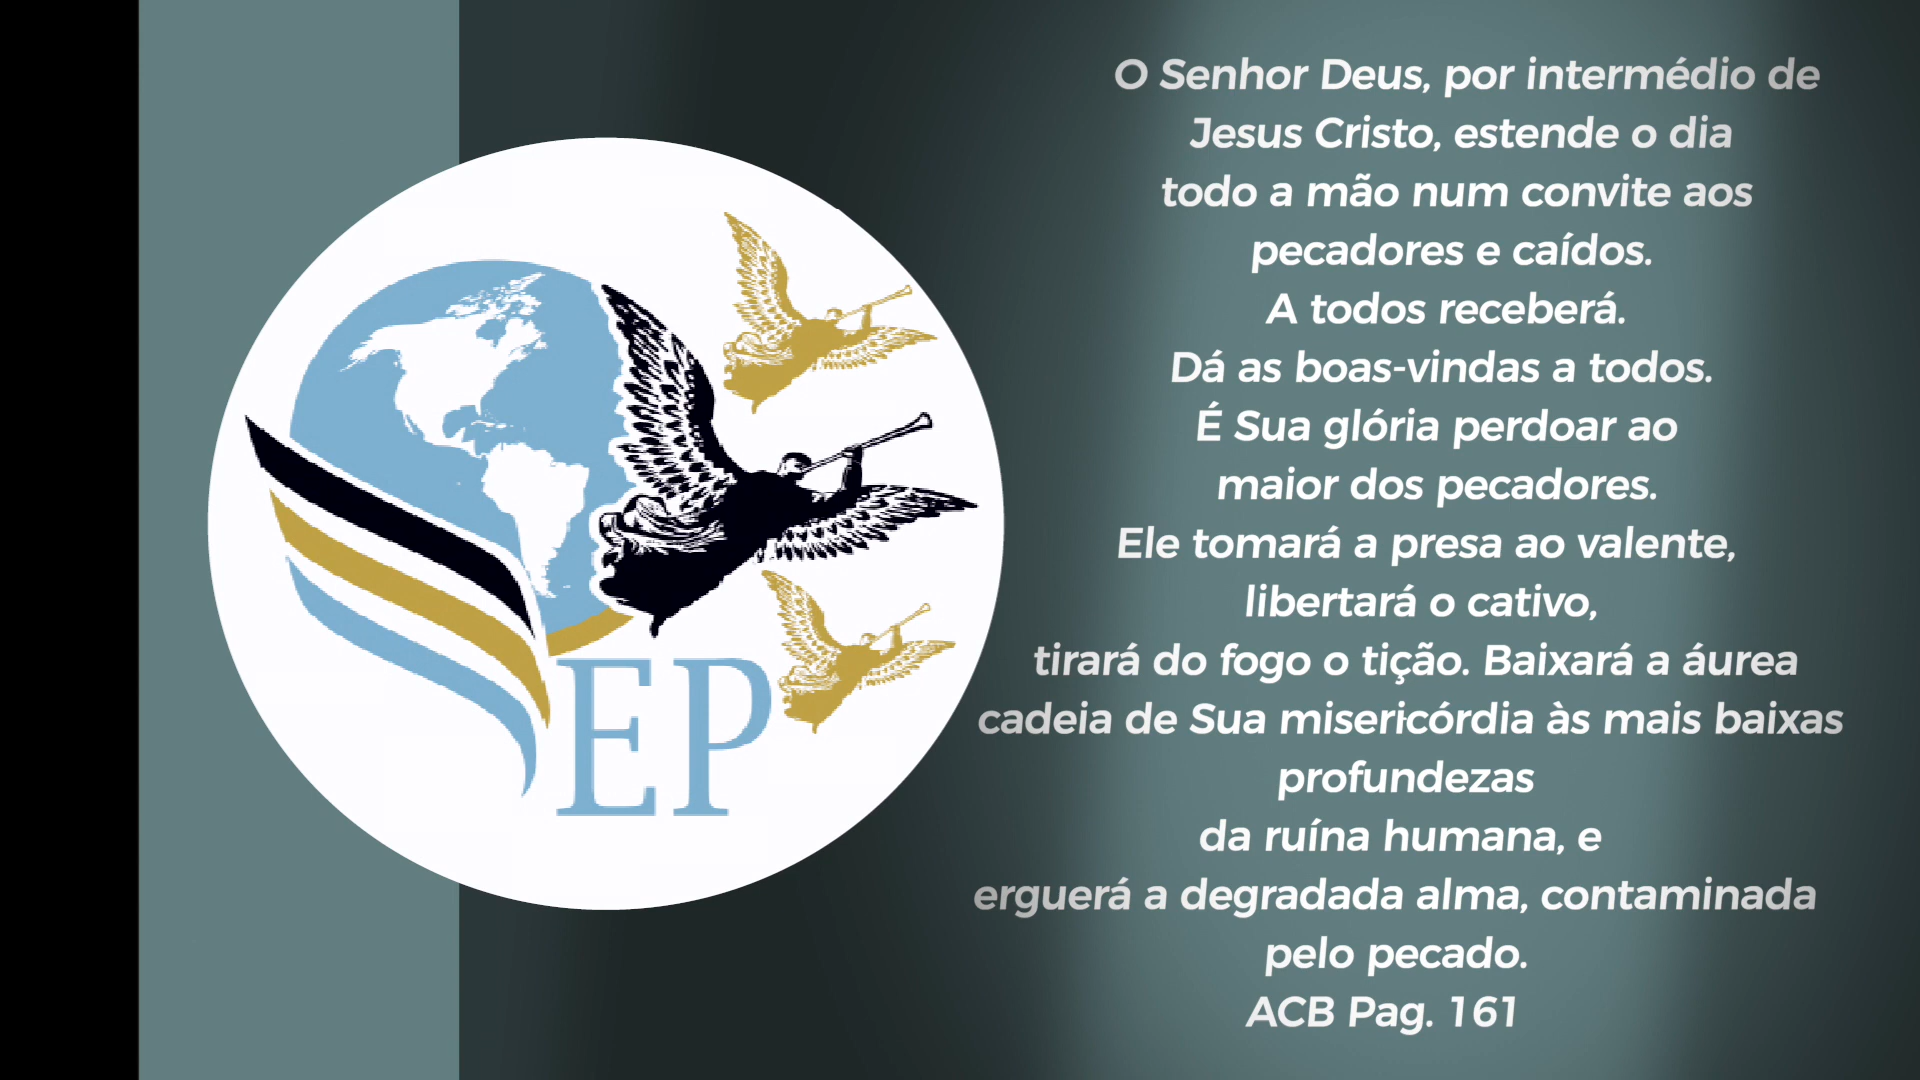 EP
O Senhor Deus, por intermédio de
Jesus Cristo, estende o dia
todo a mão num convite aos
pecadores e caídos.
A todos receberá.
Dá as boas-vindas a todos.
É Sua glória perdoar ao
maior dos pecadores.
Ele tomará a presa ao valente,
libertará o cativo,
tirará do fogo o tição. Baixará a áurea
cadeia de Sua misericórdia às mais baixas
profundezas
da ruína humana, e
erguerá a degradada alma, contaminada
pelo pecado.
ACB Pag. 161